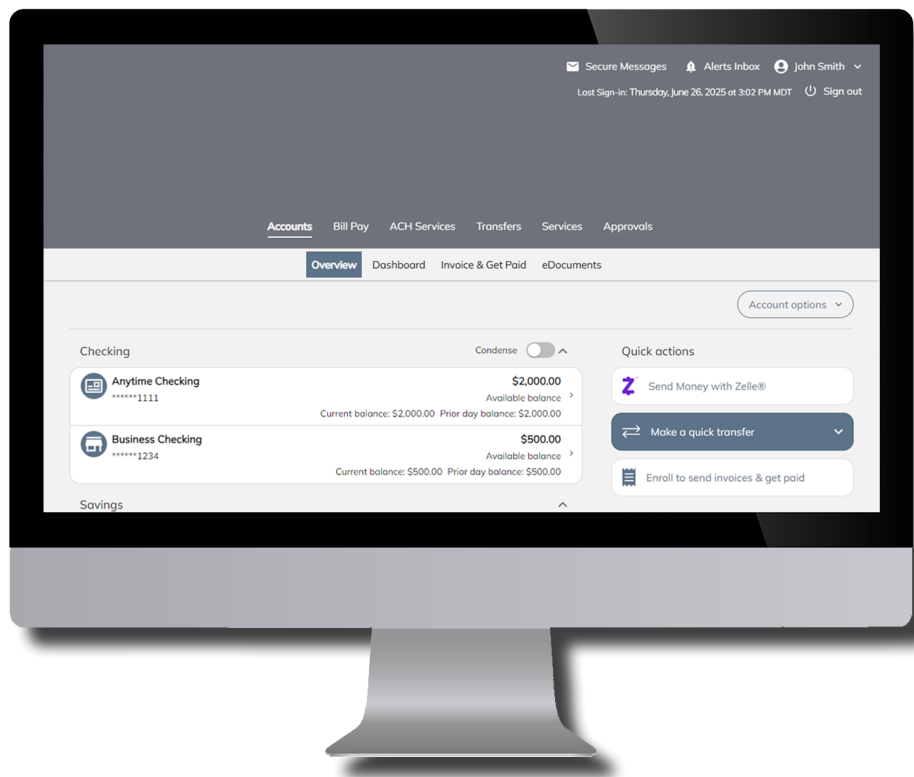 Secure Messages Alerts Inbox John Smith
Last Sign-in: Thursday, June 26, 2025 at 3:02 PM MDT Sign out
Accounts Bill Pay ACH Services Transfers Services Approvals
Overview Dashboard Invoice & Get Paid eDocuments
Account options
Checking Condense
Anytime Checking $2,000.00
******1111 Available balance
Current balance: $2,000.00 Prior day balance: $2,000.00
Business Checking $500.00
******1234 Available balance
Current balance: $500.00 Prior day balance: $500.00
Savings
Quick actions
Send Money with Zelle®
Make a quick transfer
Enroll to send invoices & get paid